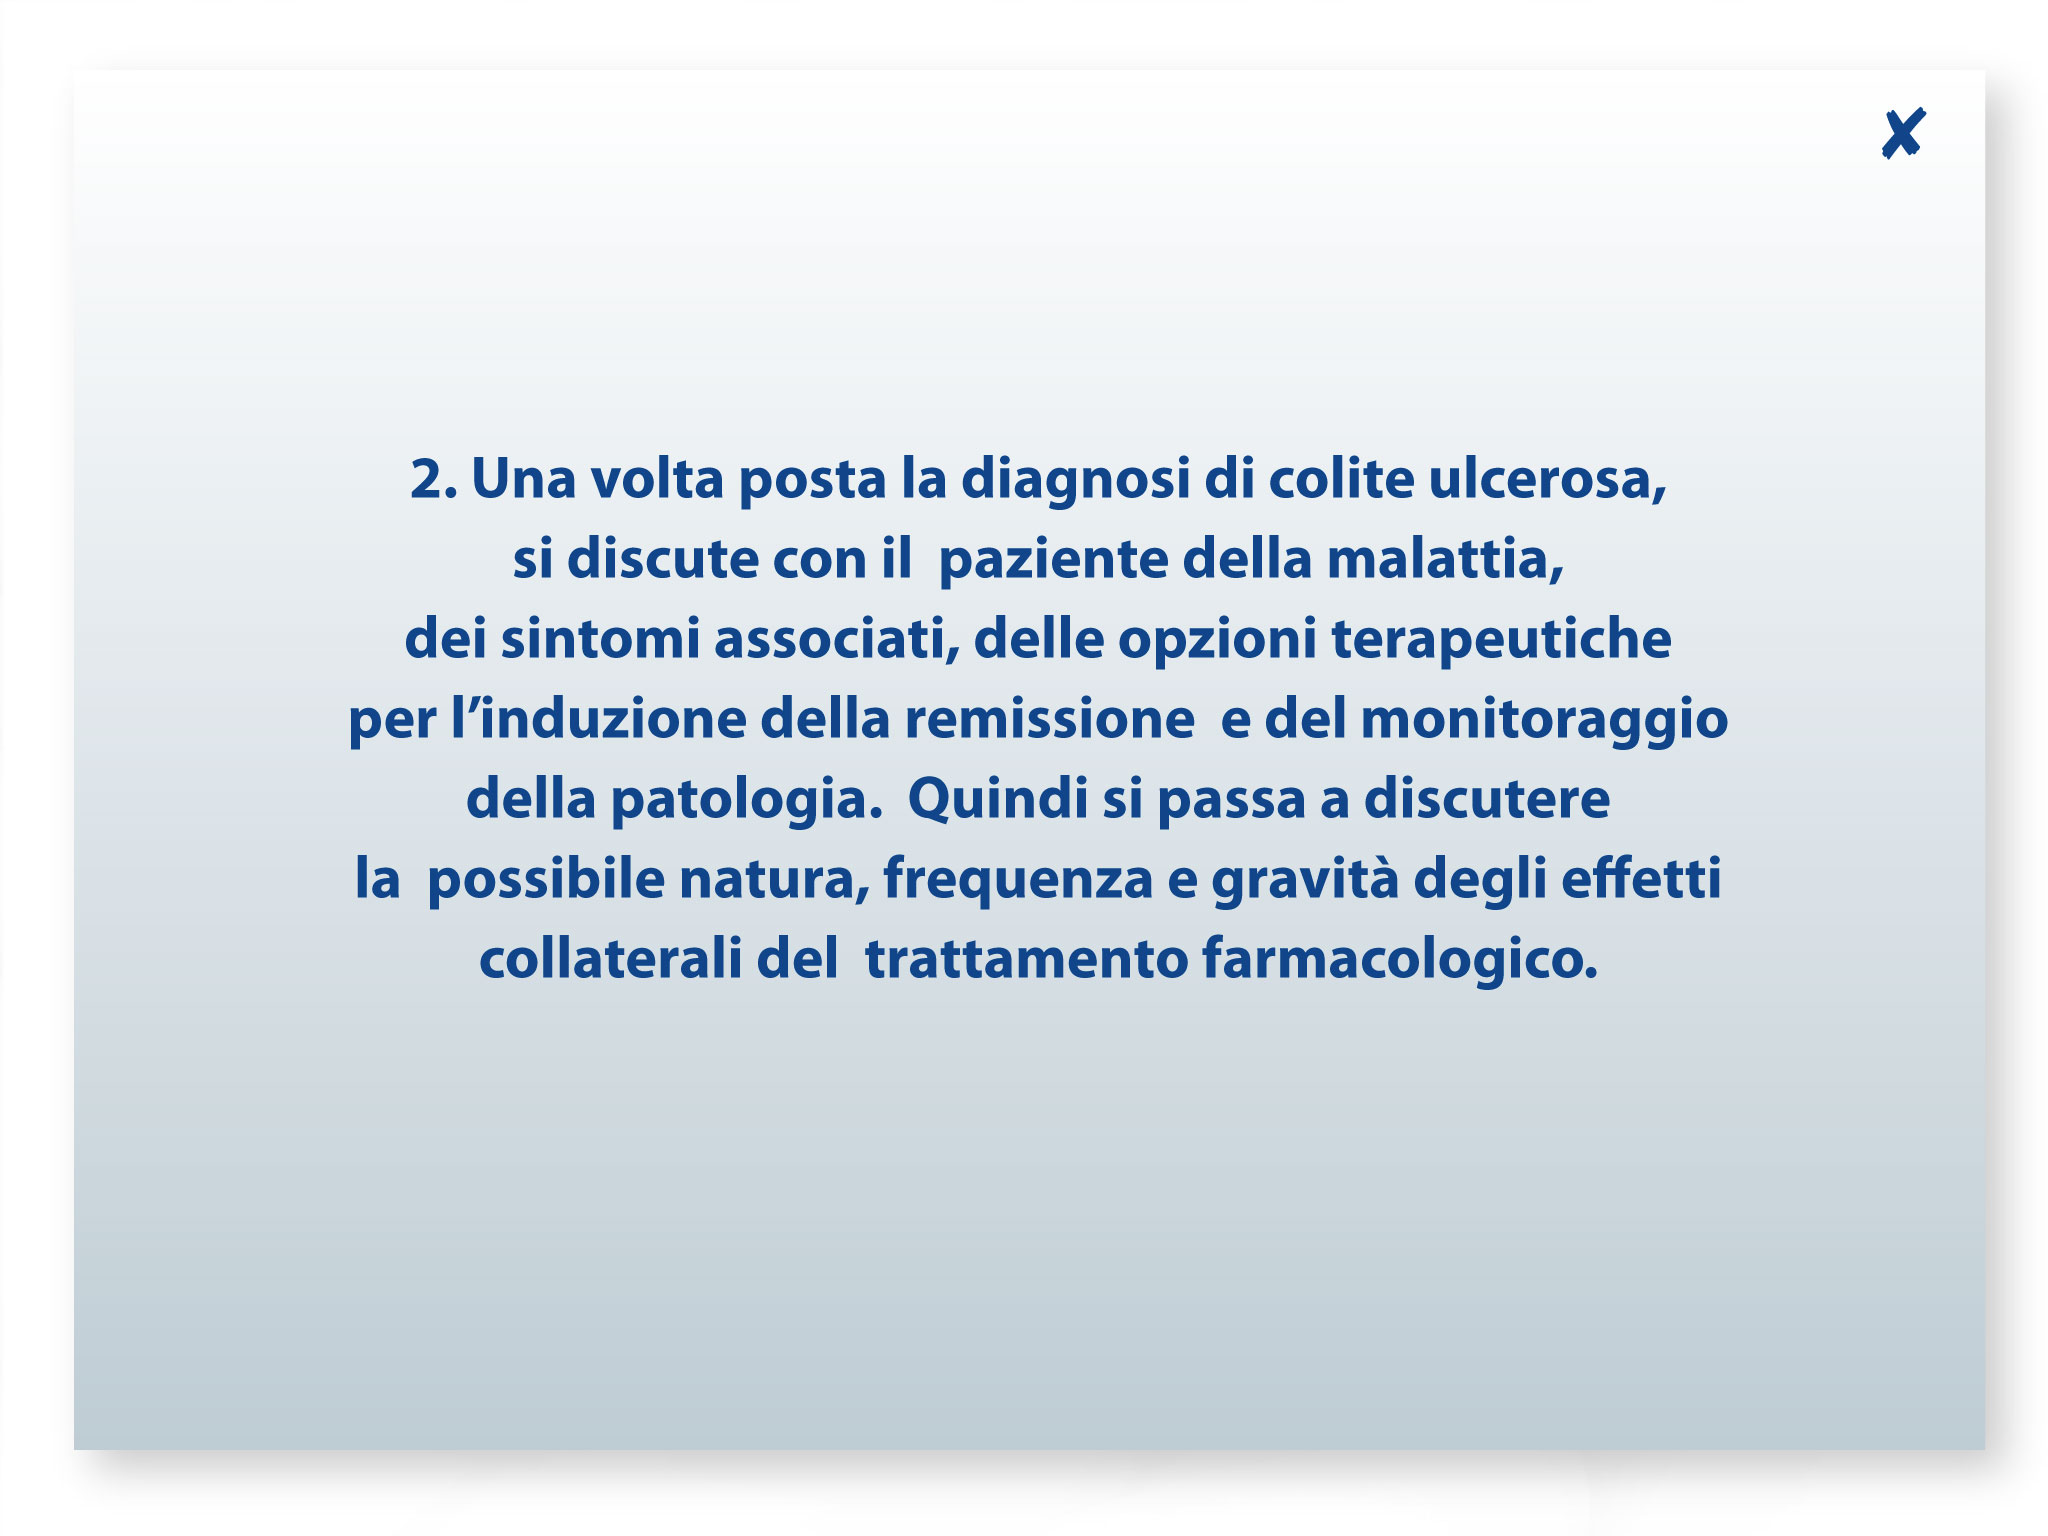 2. Una volta posta la diagnosi di colite ulcerosa,
si discute con il paziente della malattia,
dei sintomi associati, delle opzioni terapeutiche
per l’induzione della remissione e del monitoraggio
della patologia. Quindi si passa a discutere
la possibile natura, frequenza e gravità degli effetti
collaterali del trattamento farmacologico.